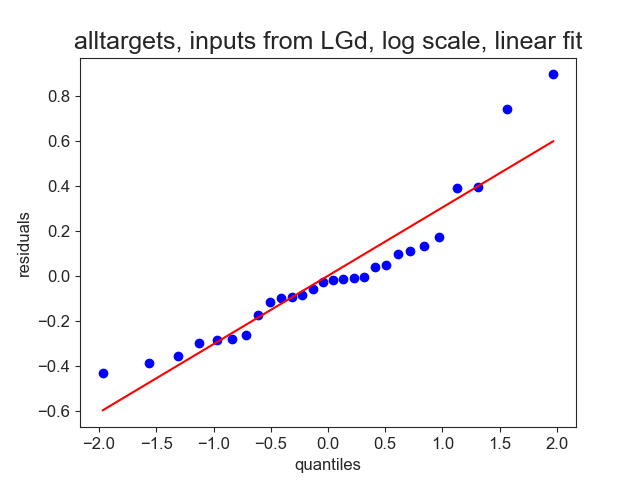 alltargets, inputs from LGd, log scale, linear fit
0.8
0.6
0.4
0.2
0.0
−0.2
−0.4
−0.6
residuals
−2.0 −1.5 −1.0 −0.5 0.0 0.5 1.0 1.5 2.0
quantiles